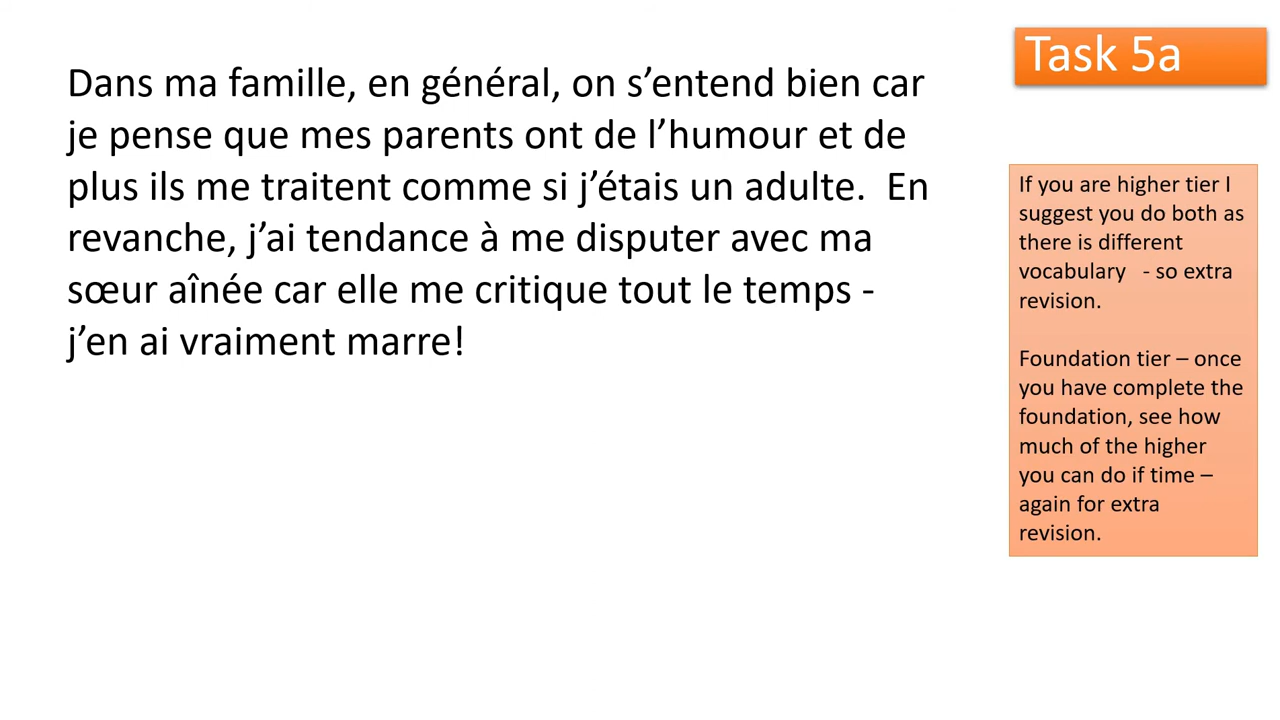 Dans ma famille, en général, on s’entend bien car
je pense que mes parents ont de l’humour et de
plus ils me traitent comme si j’étais un adulte.  En
revanche, j’ai tendance à me disputer avec ma
sœur aînée car elle me critique tout le temps -
j’en ai vraiment marre!
Task 5a
If you are higher tier I
suggest you do both as
there is different
vocabulary   - so extra
revision.
Foundation tier – once
you have complete the
foundation, see how
much of the higher
you can do if time –
again for extra
revision.